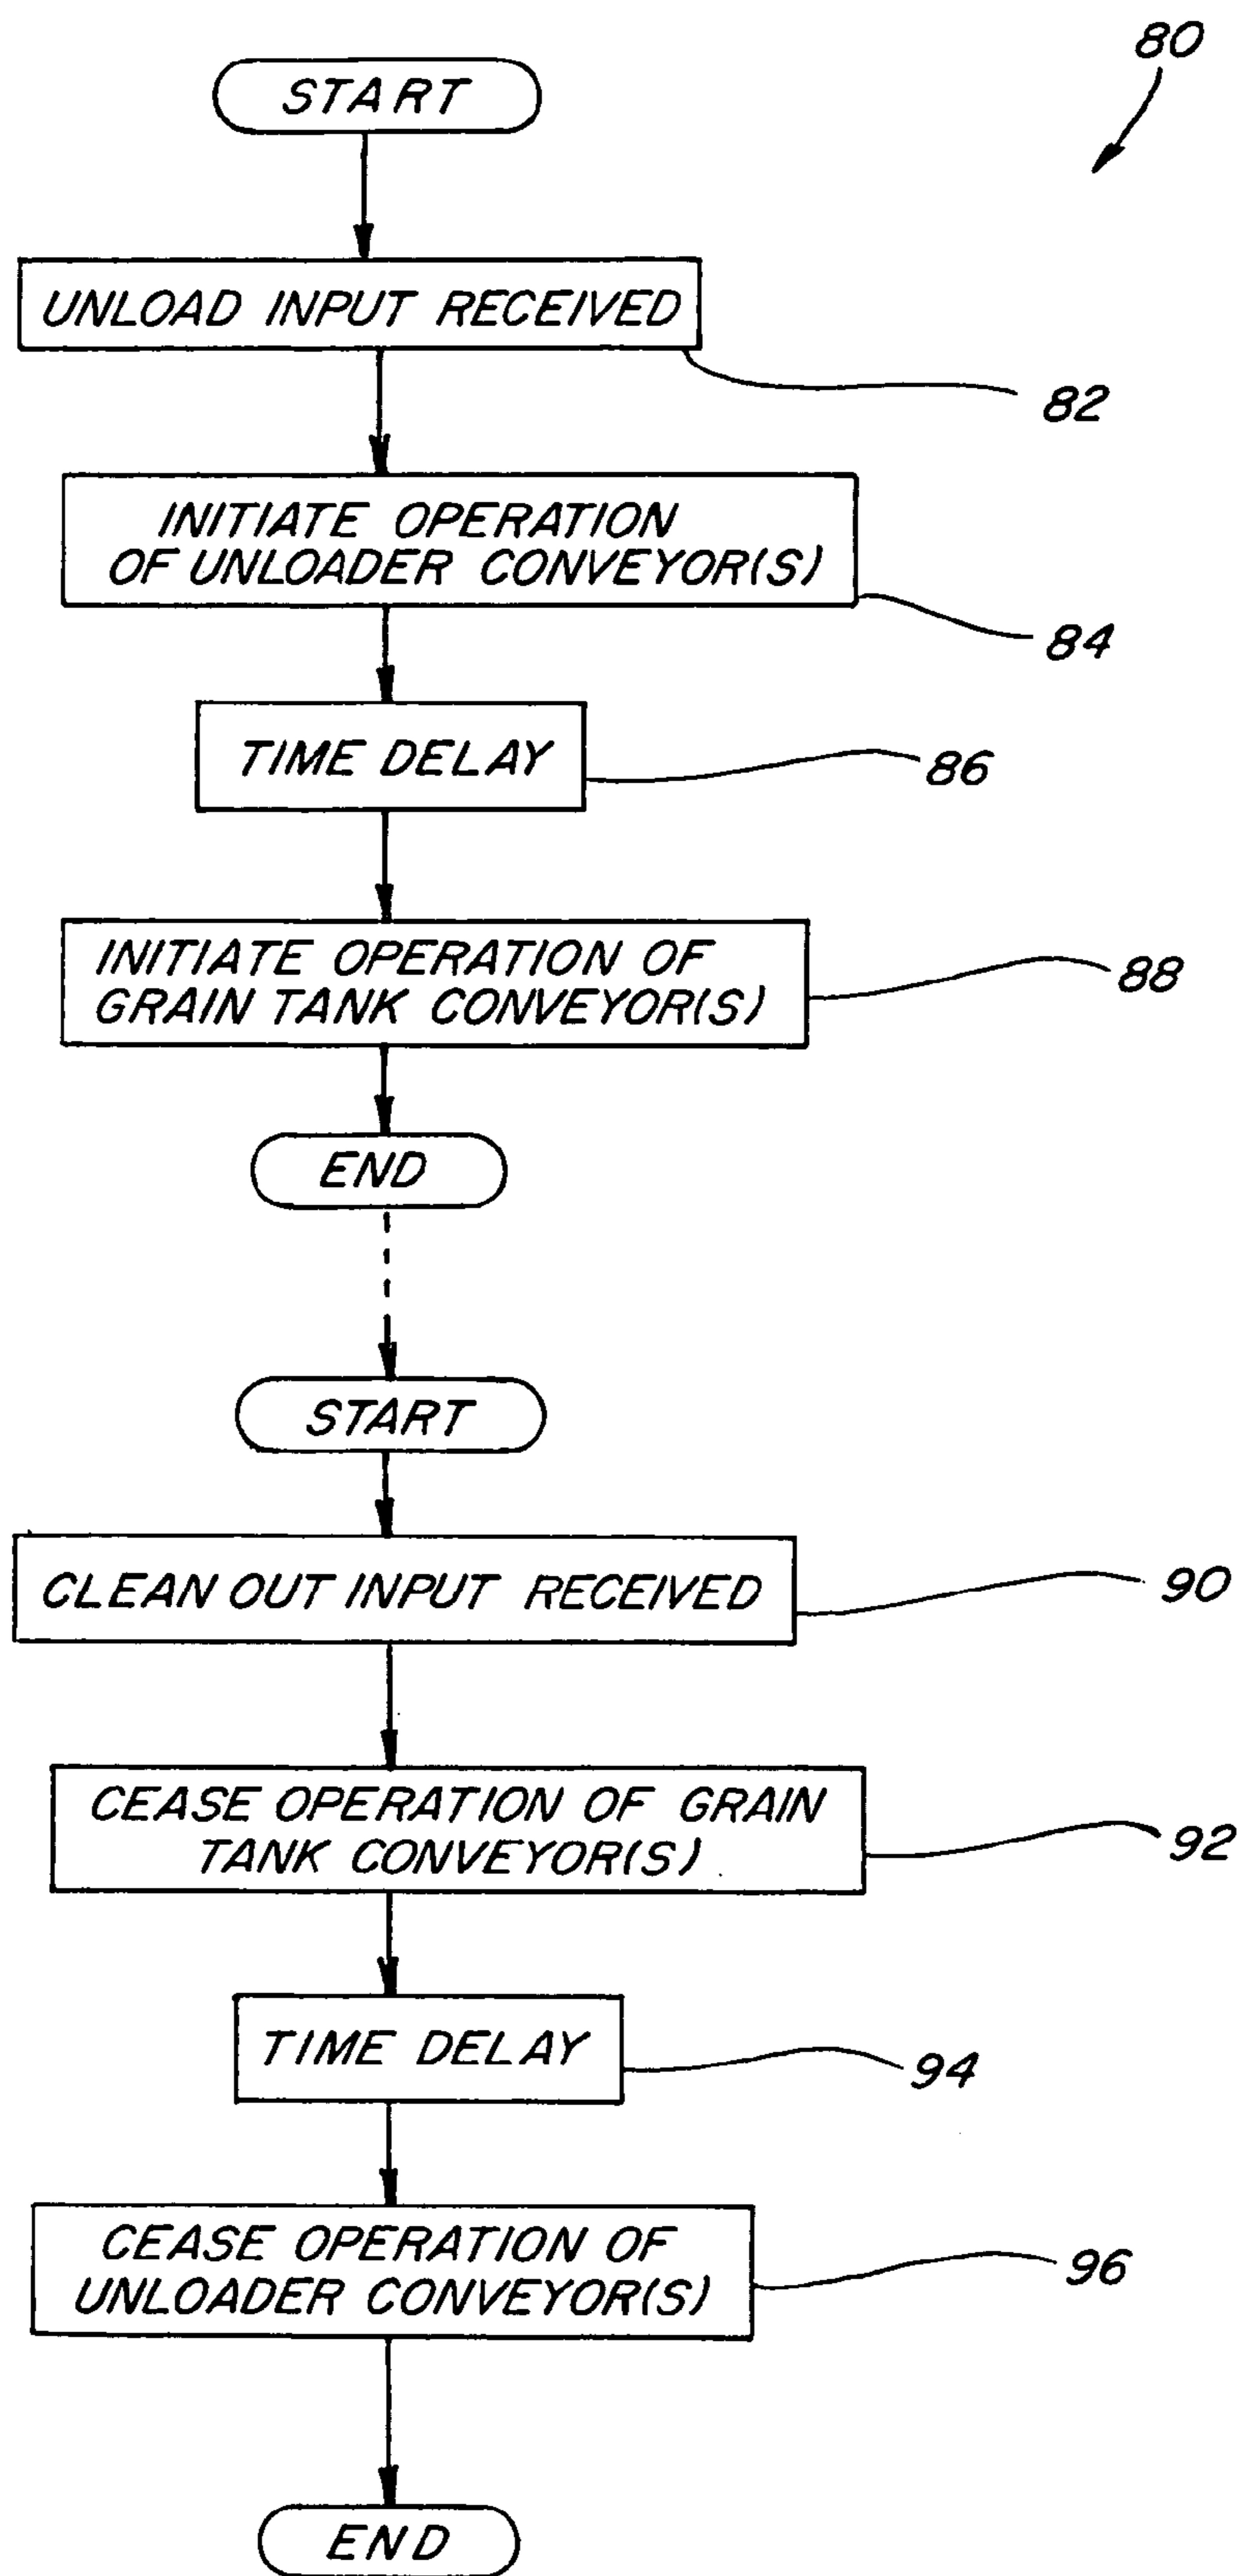 80
START
UNLOAD INPUT RECEIVED
82
INITIATE OPERATION
OF UNLOADER CONVEYOR(S)
84
TIME DELAY
86
INITIATE OPERATION OF
GRAIN TANK CONVEYOR(S)
88
END
START
CLEAN OUT INPUT RECEIVED
90
CEASE OPERATION OF GRAIN
TANK CONVEYOR(S)
92
TIME DELAY
94
CEASE OPERATION OF
UNLOADER CONVEYOR(S)
96
END